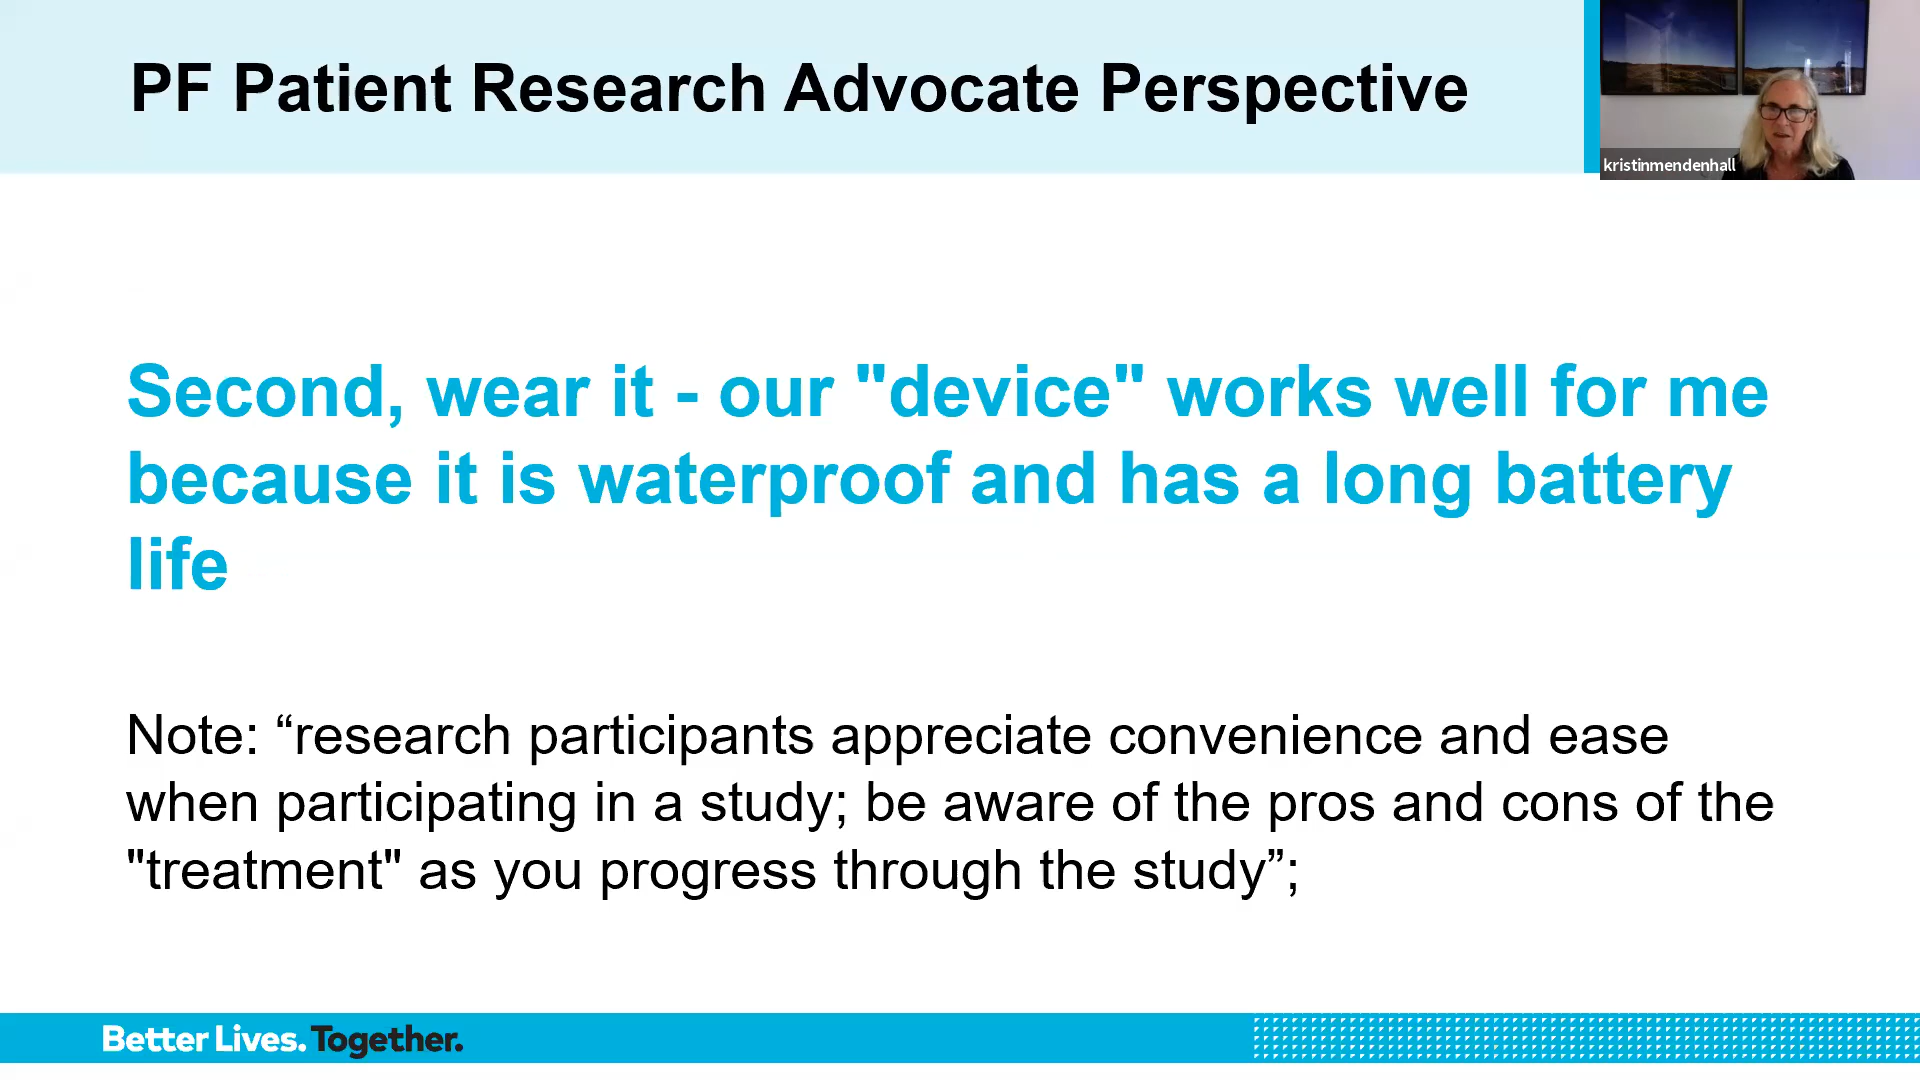 PF Patient Research Advocate Perspective
kristinmendenhall
Second, wear it - our "device" works well for me
because it is waterproof and has a long battery
life
Note: “research participants appreciate convenience and ease
when participating in a study; be aware of the pros and cons of the
"treatment" as you progress through the study”;
Better Lives. Together.